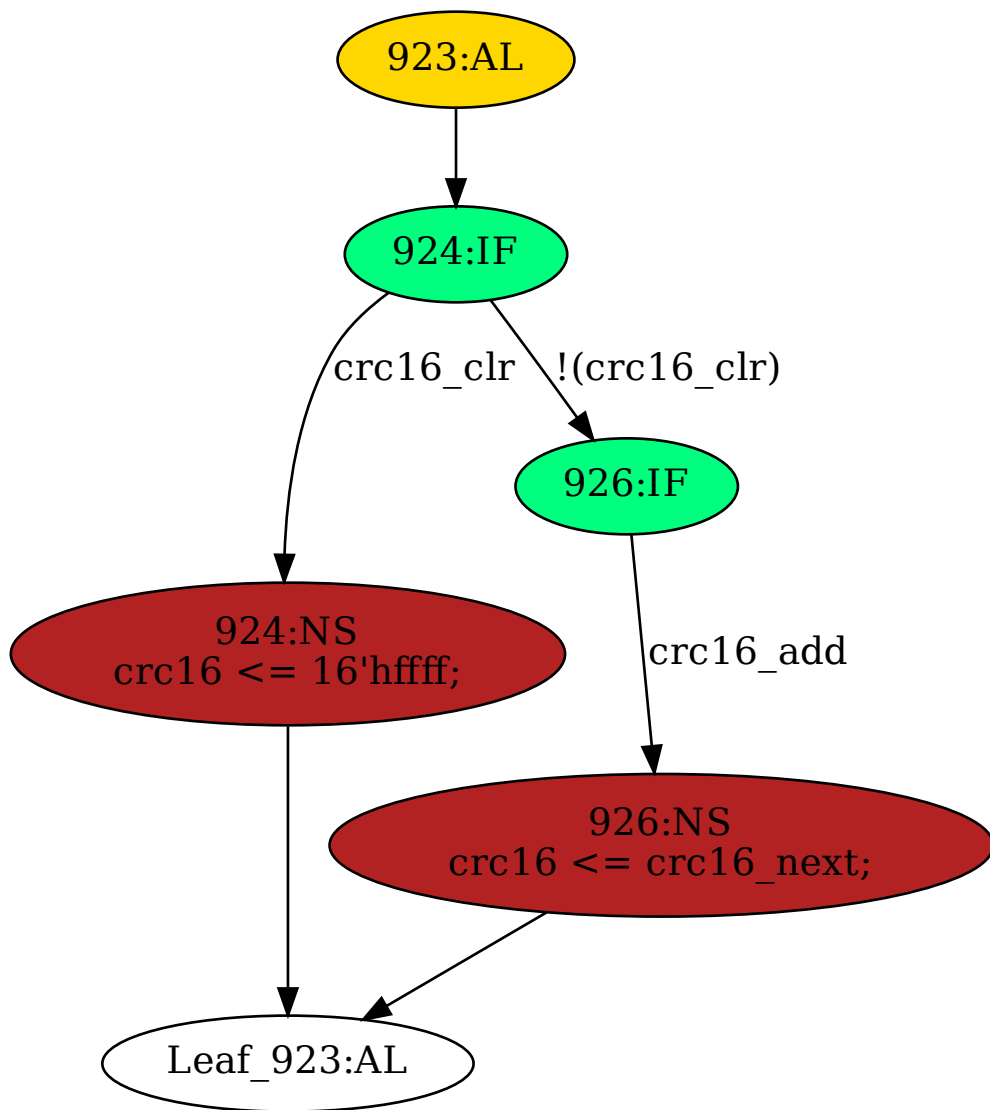 923:AL
924:IF
crc16_clr
!(crc16_clr)
926:IF
924:NS
crc16 <= 16'hffff;
crc16_add
926:NS
crc16 <= crc16_next;
Leaf_923:AL